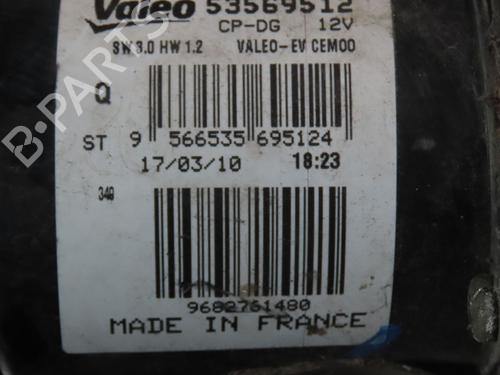 Valeo 53569512
CP-DG 12V
SW 3.0 HW 1.2 VALEO-EV CEM00
Q
ST 9 566535 695124
17/03/10 18:23
340
9682761480
MADE IN FRANCE
B-PARTS